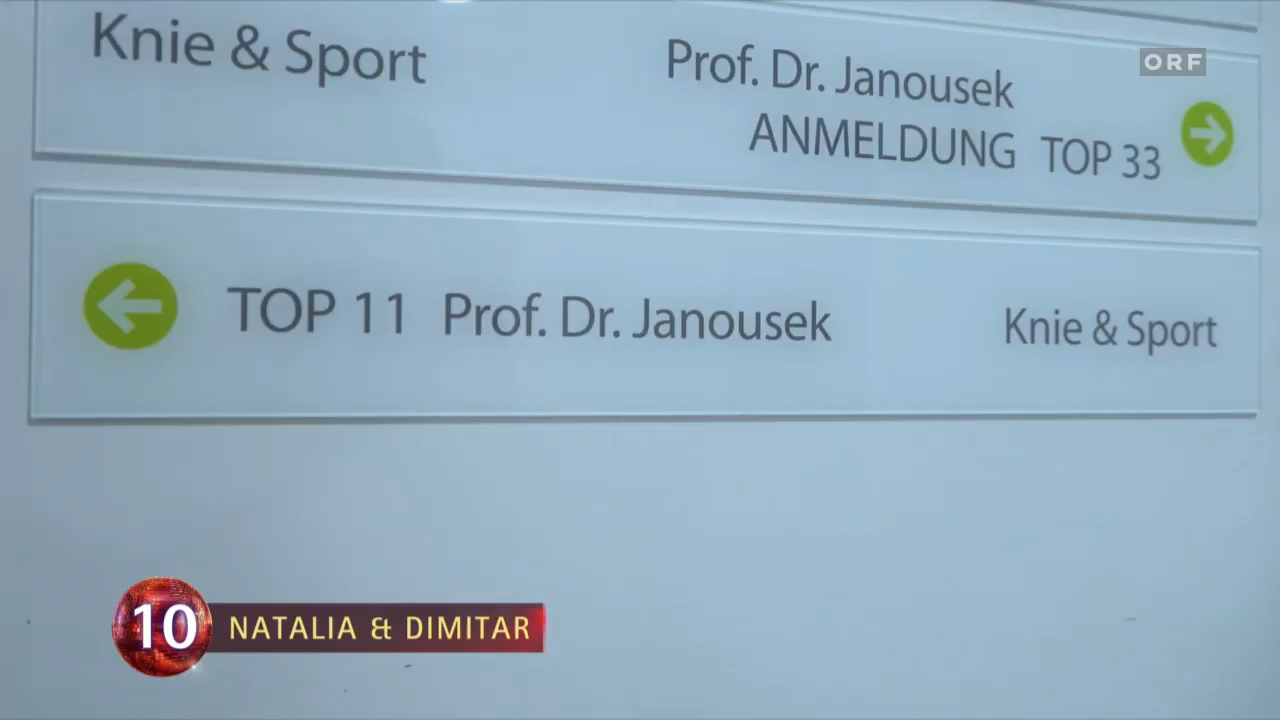 Knie & Sport
Prof. Dr. Janousek
ANMELDUNG TOP 33
ORF
TOP 11 Prof. Dr. Janousek
Knie & Sport
10 NATALIA & DIMITAR